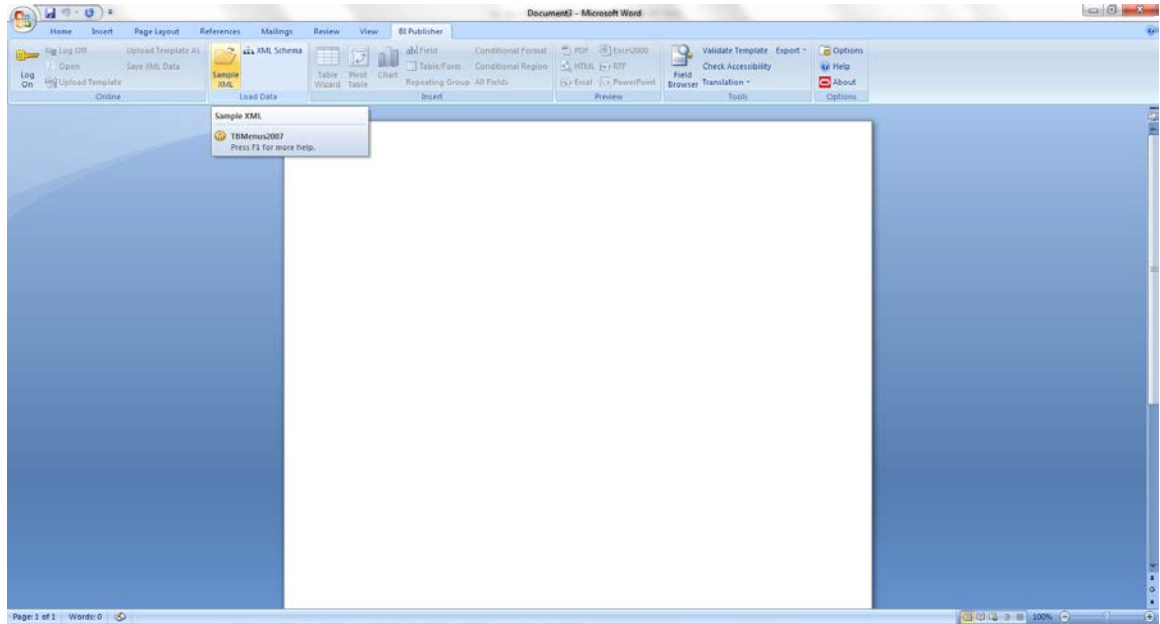 Document3 - Microsoft Word
Home Insert Page Layout References Mailings Review View BI Publisher
Log Off Upload Template As XML Schema Field Conditional Format PDF Excel2000 Validate Template Export Options
Open Save XML Data Table/Form Conditional Region HTML RTF Check Accessibility Help
Upload Template Repeating Group All Fields Excel PowerPoint Translation About
Log On Sample XML Table Wizard Pivot Table Chart Field Browser
Online Load Data Insert Preview Tools Options
Sample XML
TBMenus2007
Press F1 for more help.
Page: 1 of 1 Words: 0 100%